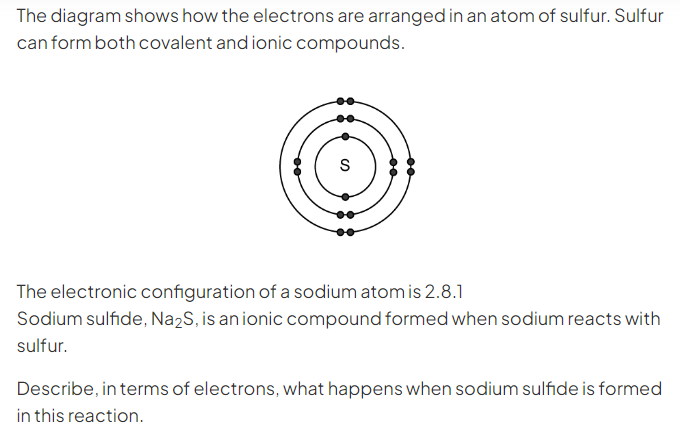 The diagram shows how the electrons are arranged in an atom of sulfur. Sulfur
can form both covalent and ionic compounds.
S
The electronic configuration of a sodium atom is 2.8.1
Sodium sulfide, Na₂S, is an ionic compound formed when sodium reacts with
sulfur.
Describe, in terms of electrons, what happens when sodium sulfide is formed
in this reaction.